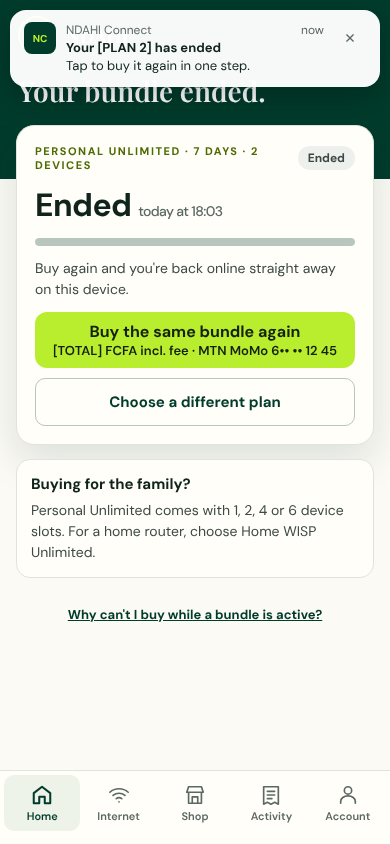 NC
NDAHI Connect
now
Your [PLAN 2] has ended
Tap to buy it again in one step.
Your bundle ended.
PERSONAL UNLIMITED · 7 DAYS · 2
DEVICES
Ended
Ended today at 18:03
Buy again and you're back online straight away
on this device.
Buy the same bundle again
[TOTAL] FCFA incl. fee · MTN MoMo 6•• •• 12 45
Choose a different plan
Buying for the family?
Personal Unlimited comes with 1, 2, 4 or 6 device
slots. For a home router, choose Home WISP
Unlimited.
Why can't I buy while a bundle is active?
Home
Internet
Shop
Activity
Account